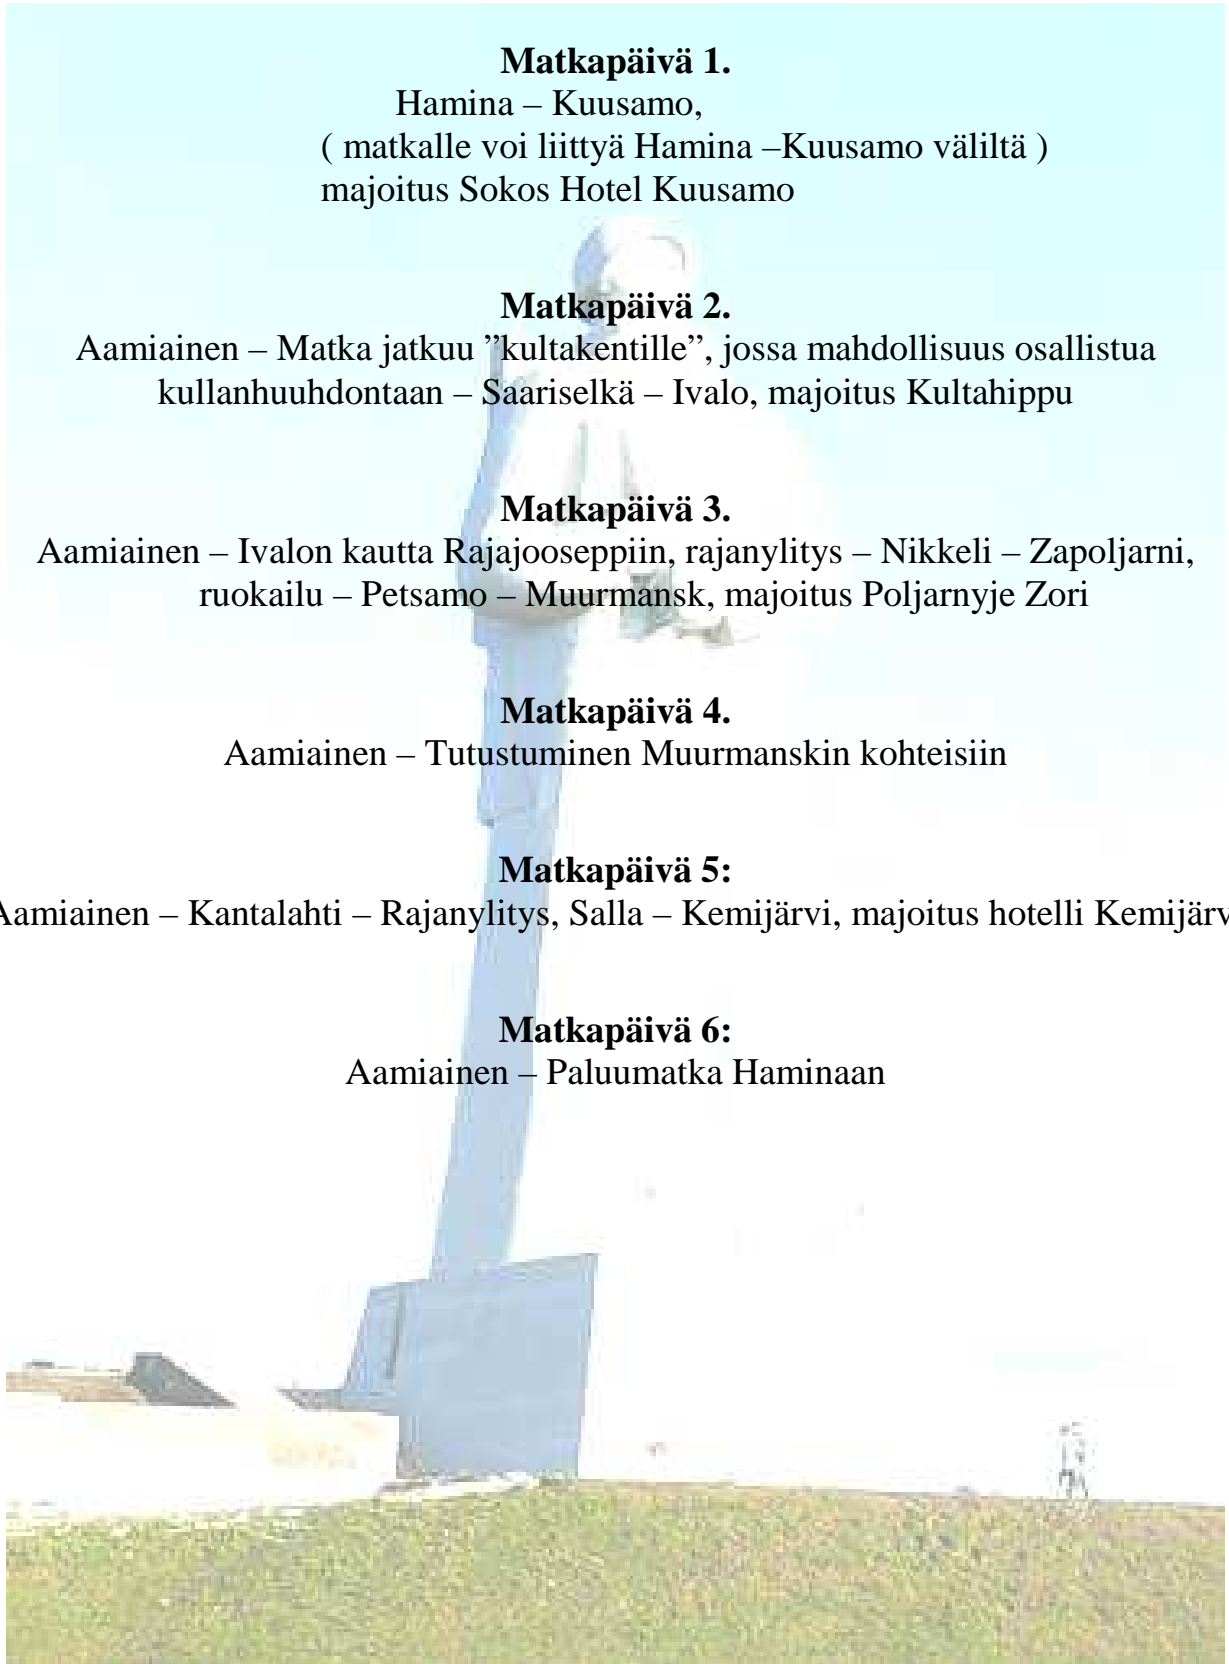 Matkapäivä 1.
Hamina – Kuusamo,
( matkalle voi liittyä Hamina –Kuusamo väliltä )
majoitus Sokos Hotel Kuusamo
Matkapäivä 2.
Aamiainen – Matka jatkuu ”kultakentille”, jossa mahdollisuus osallistua
kullanhuuhdontaan – Saariselkä – Ivalo, majoitus Kultahippu
Matkapäivä 3.
Aamiainen – Ivalon kautta Rajajooseppiin, rajanylitys – Nikkeli – Zapoljarni,
ruokailu – Petsamo – Muurmansk, majoitus Poljarnyje Zori
Matkapäivä 4.
Aamiainen – Tutustuminen Muurmanskin kohteisiin
Matkapäivä 5:
Aamiainen – Kantalahti – Rajanylitys, Salla – Kemijärvi, majoitus hotelli Kemijärv
Matkapäivä 6:
Aamiainen – Paluumatka Haminaan